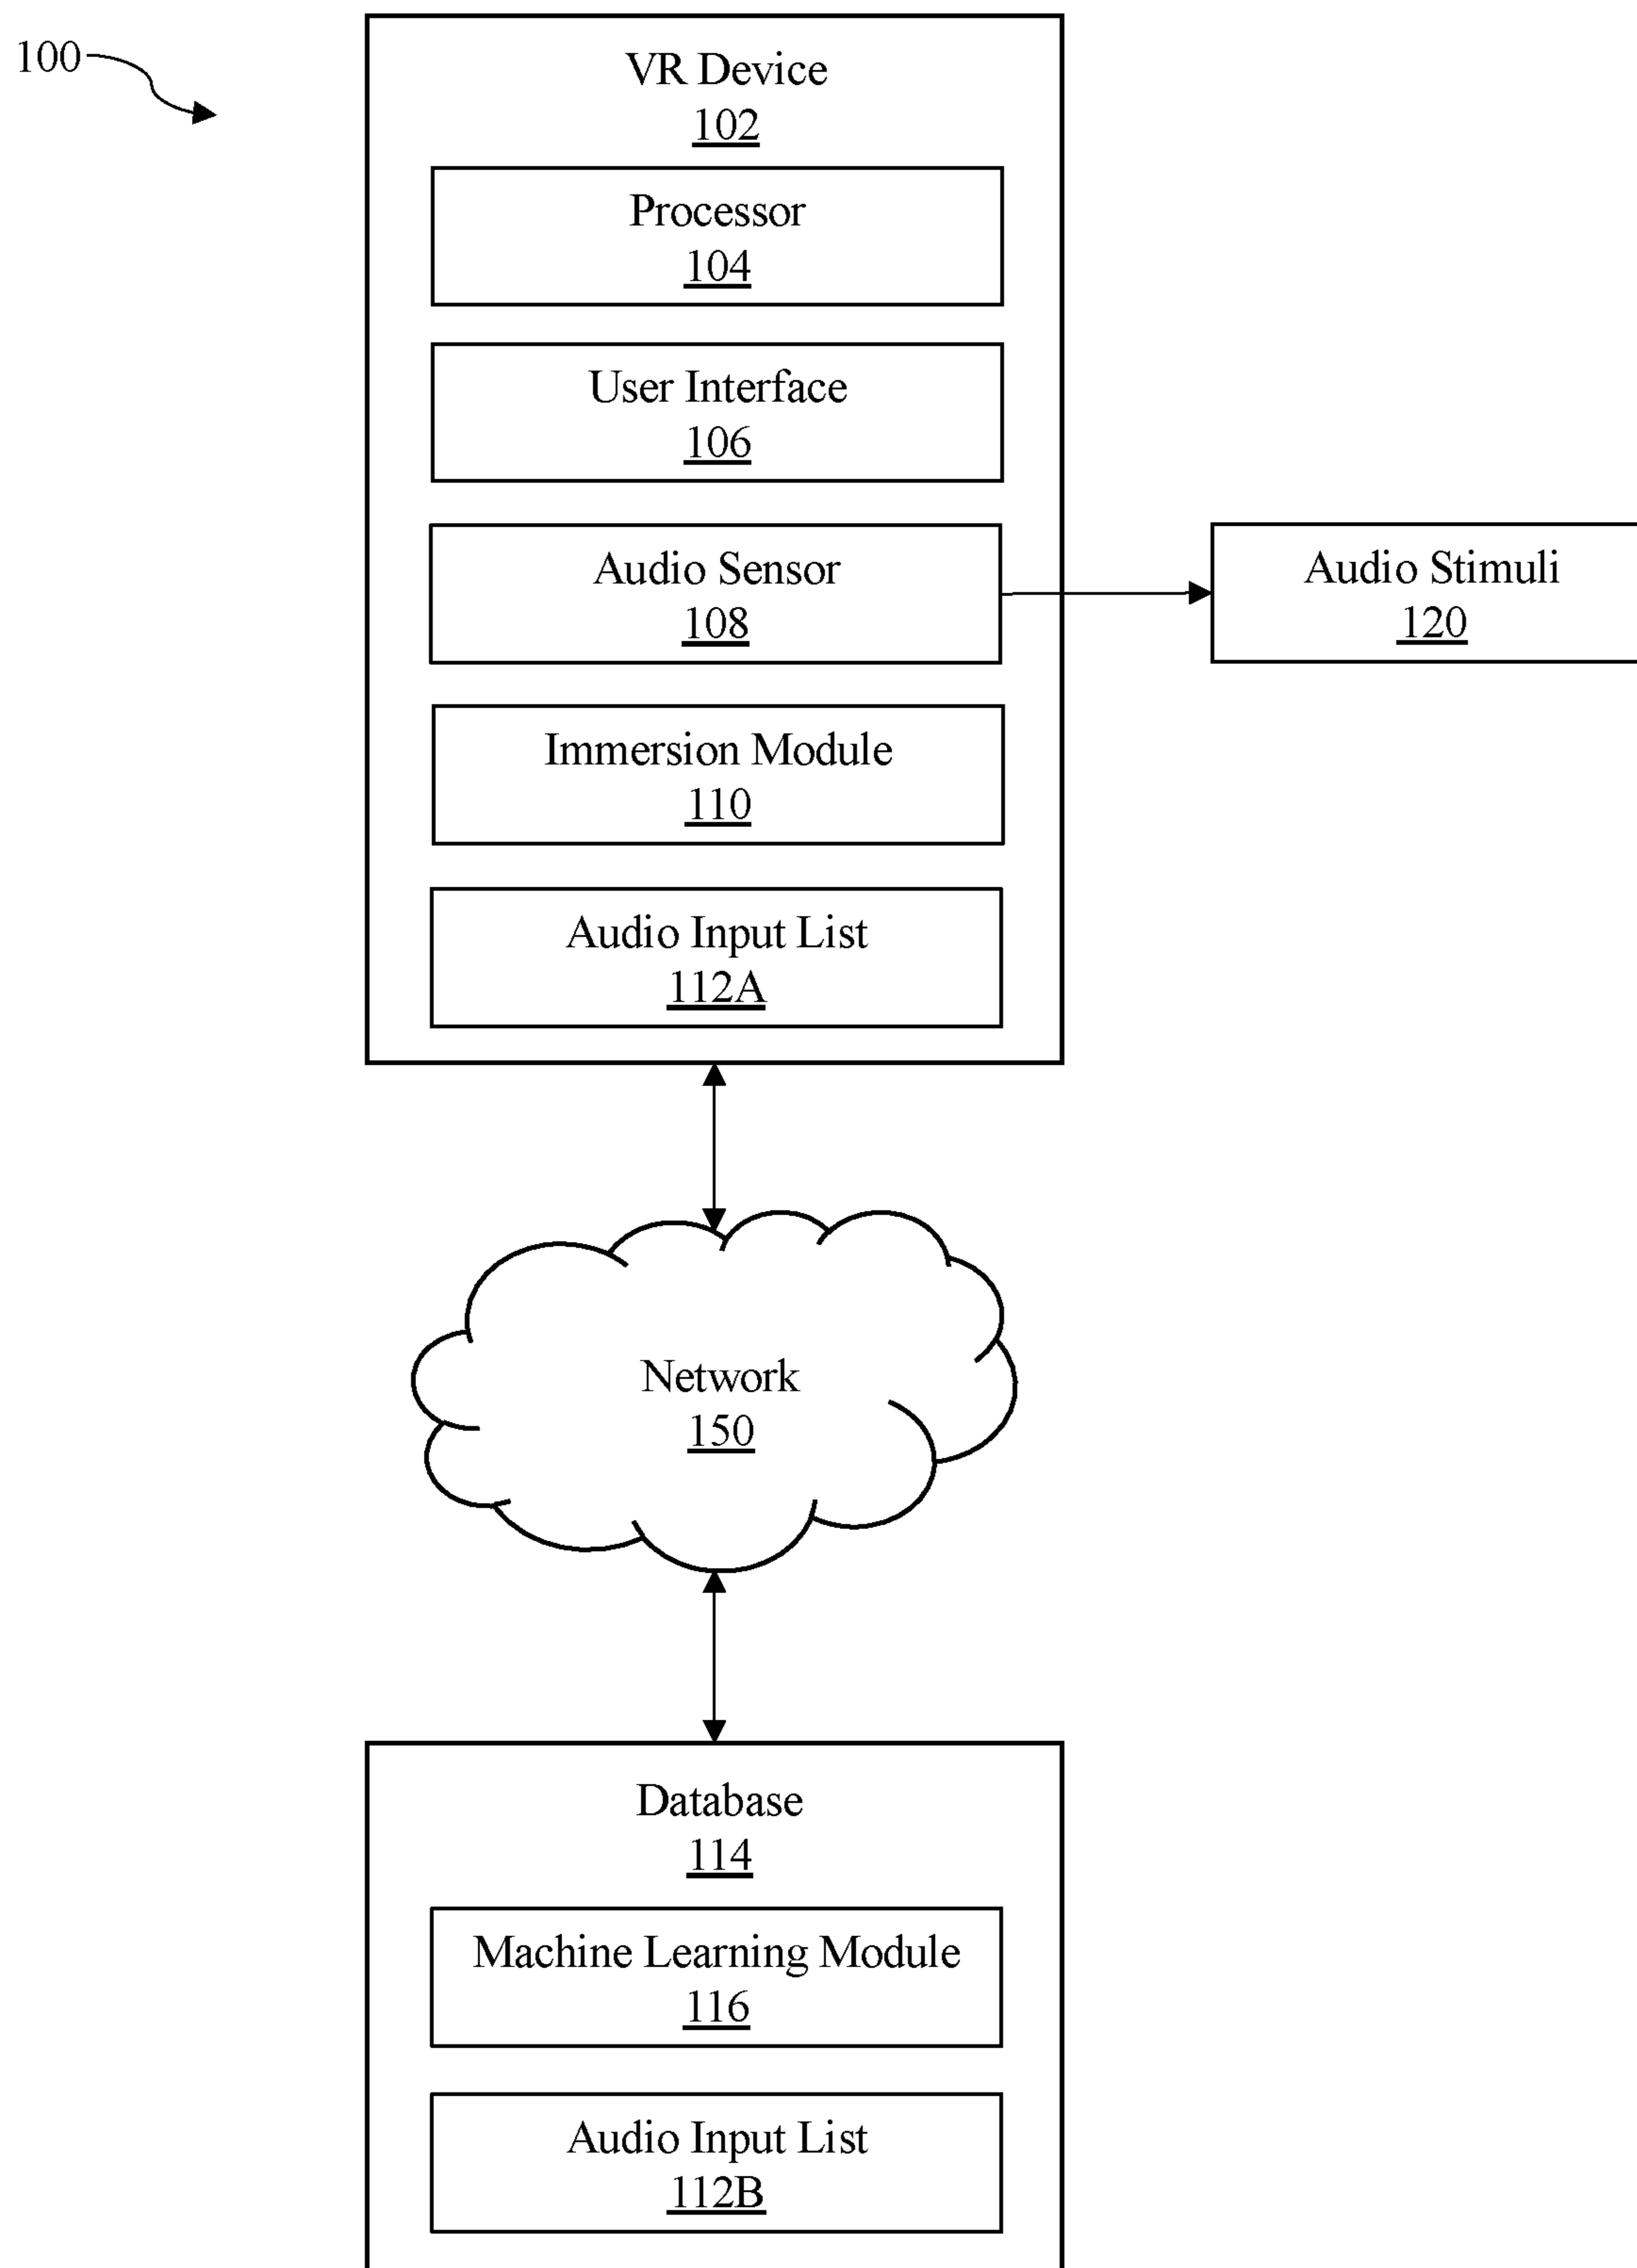 100
VR Device
102
Processor
104
User Interface
106
Audio Sensor
108
Audio Stimuli
120
Immersion Module
110
Audio Input List
112A
Network
150
Database
114
Machine Learning Module
116
Audio Input List
112B